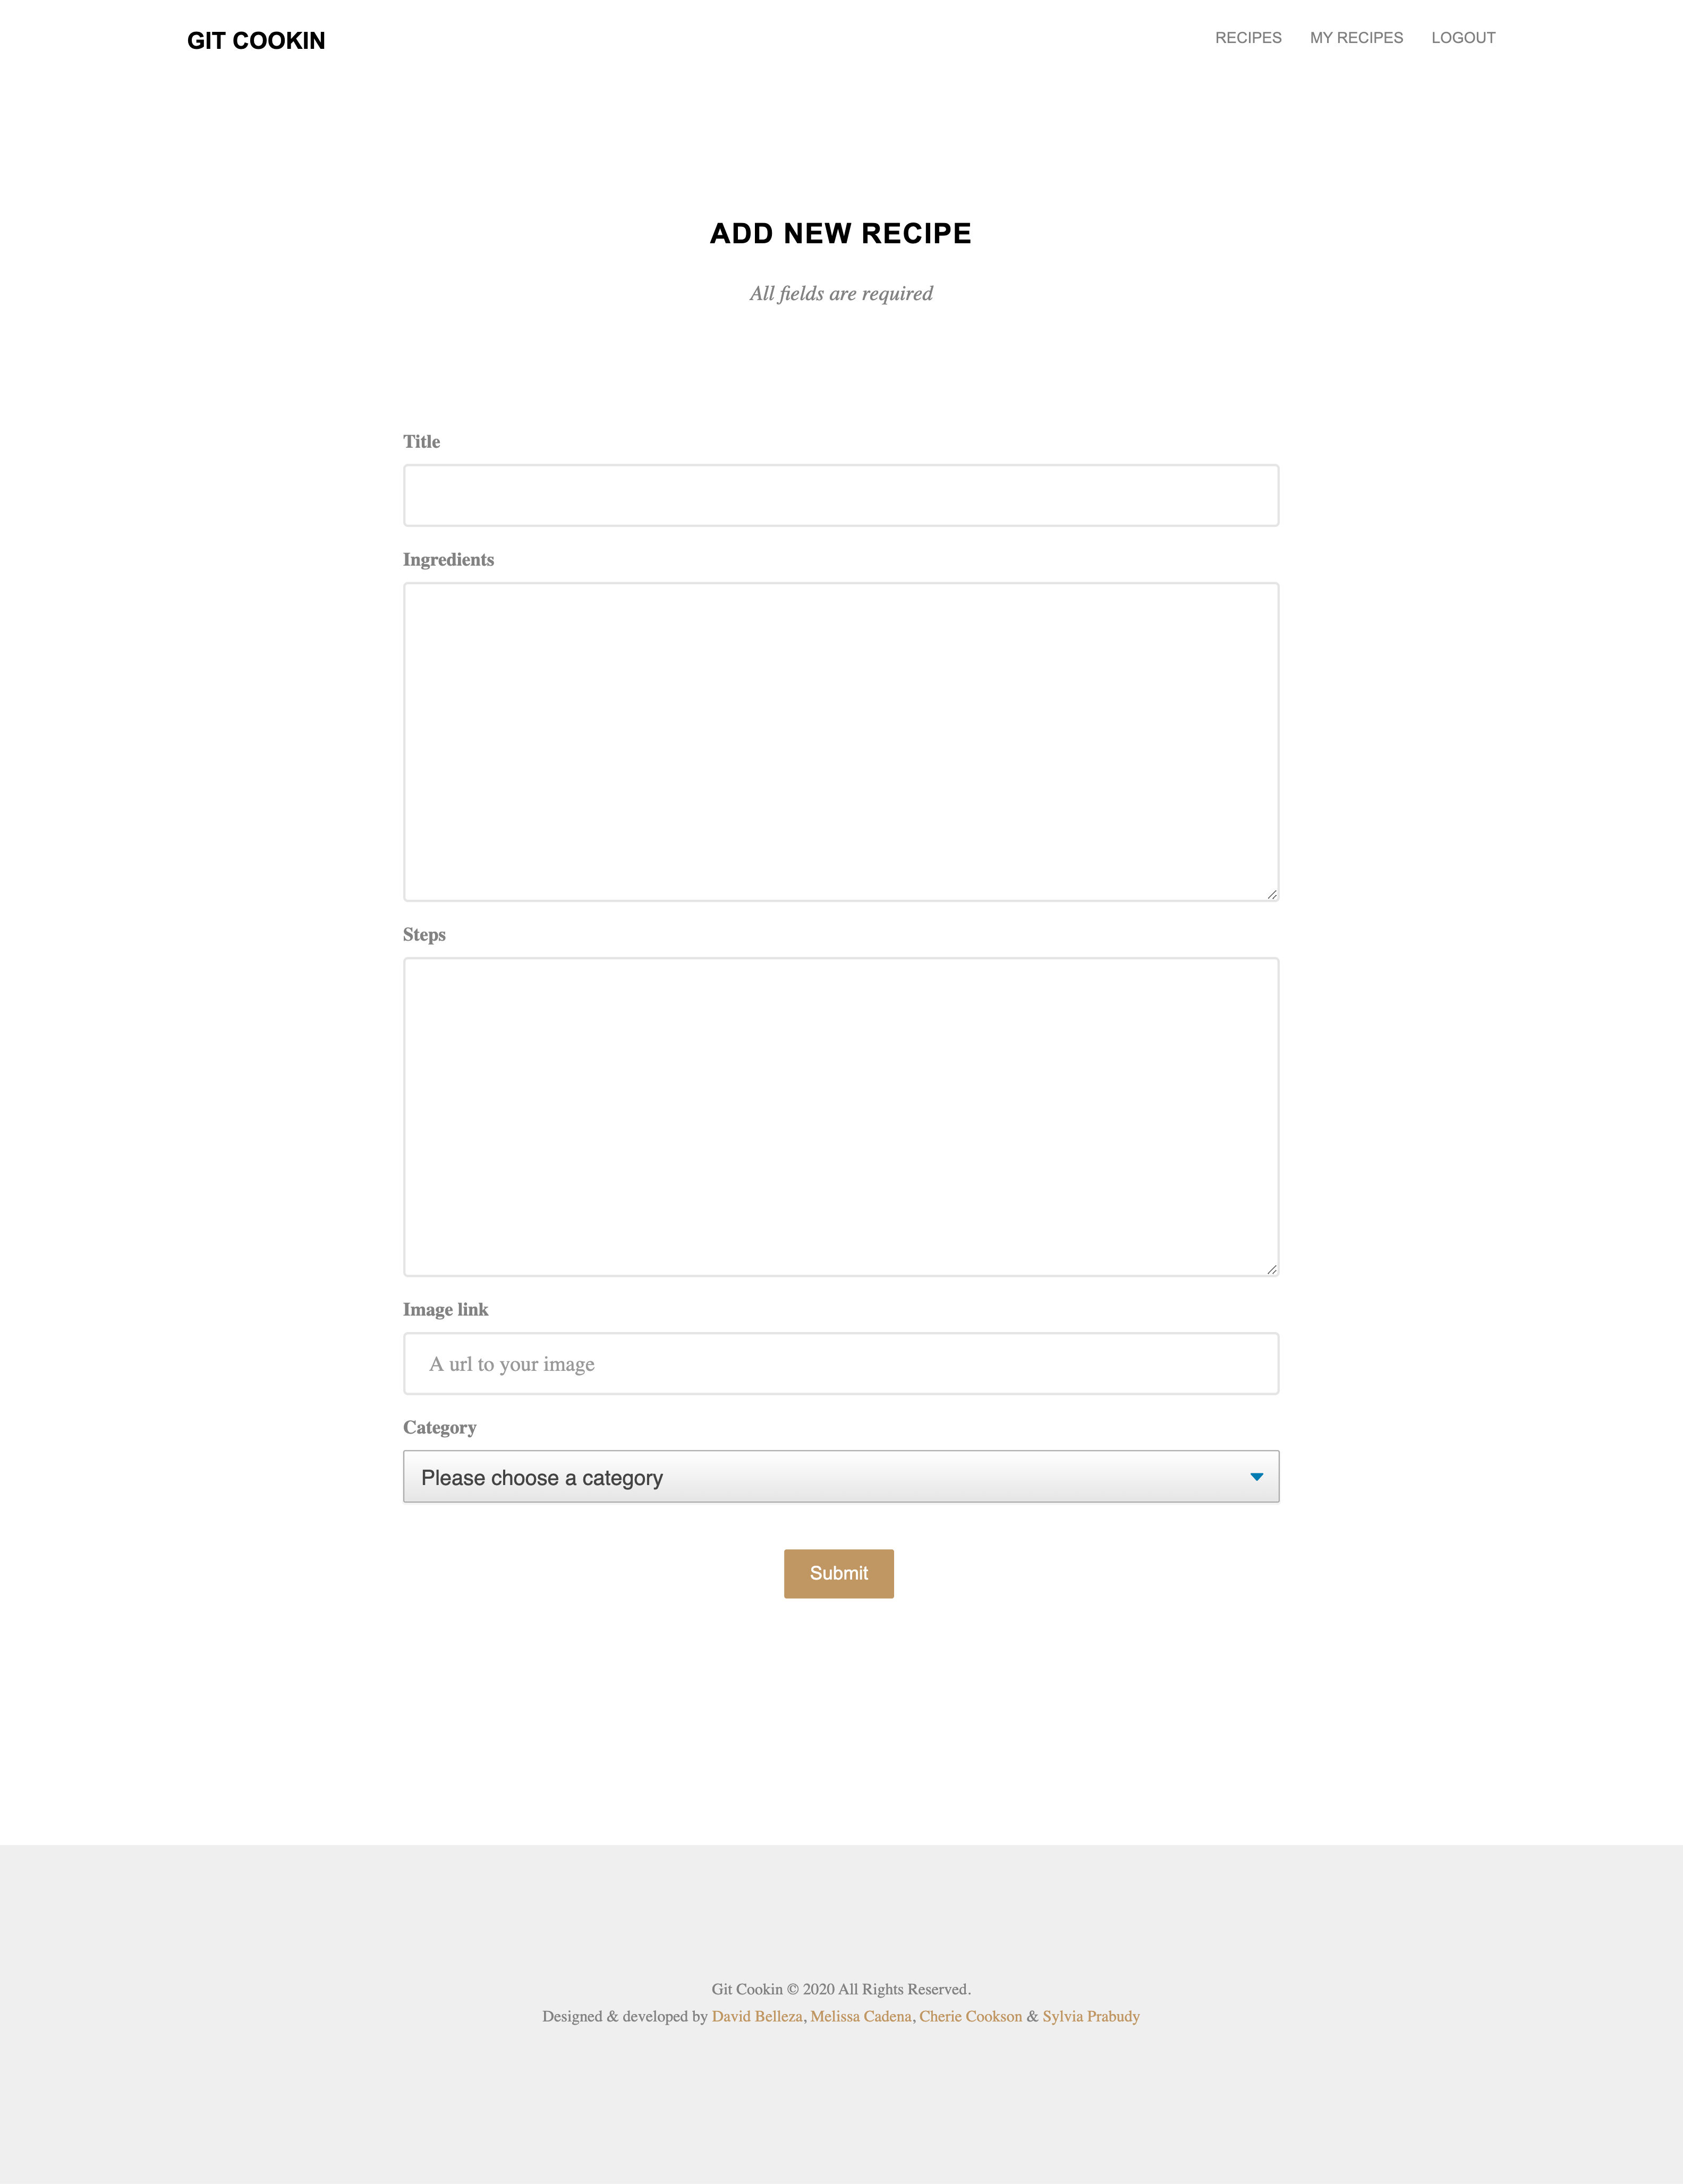 GIT COOKIN
RECIPES MY RECIPES LOGOUT
ADD NEW RECIPE
All fields are required
Title
Ingredients
Steps
Image link
A url to your image
Category
Please choose a category
Submit
Git Cookin © 2020 All Rights Reserved.
Designed & developed by David Belleza, Melissa Cadena, Cherie Cookson & Sylvia Prabudy